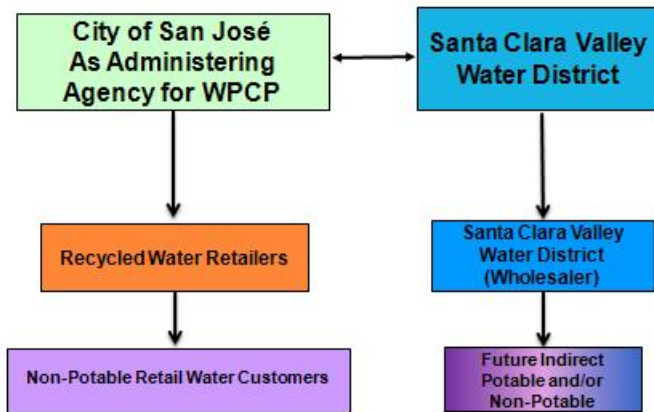 City of San José
As Administering
Agency for WPCP
Santa Clara Valley
Water District
Recycled Water Retailers
Santa Clara Valley
Water District
(Wholesaler)
Non-Potable Retail Water Customers
Future Indirect
Potable and/or
Non-Potable